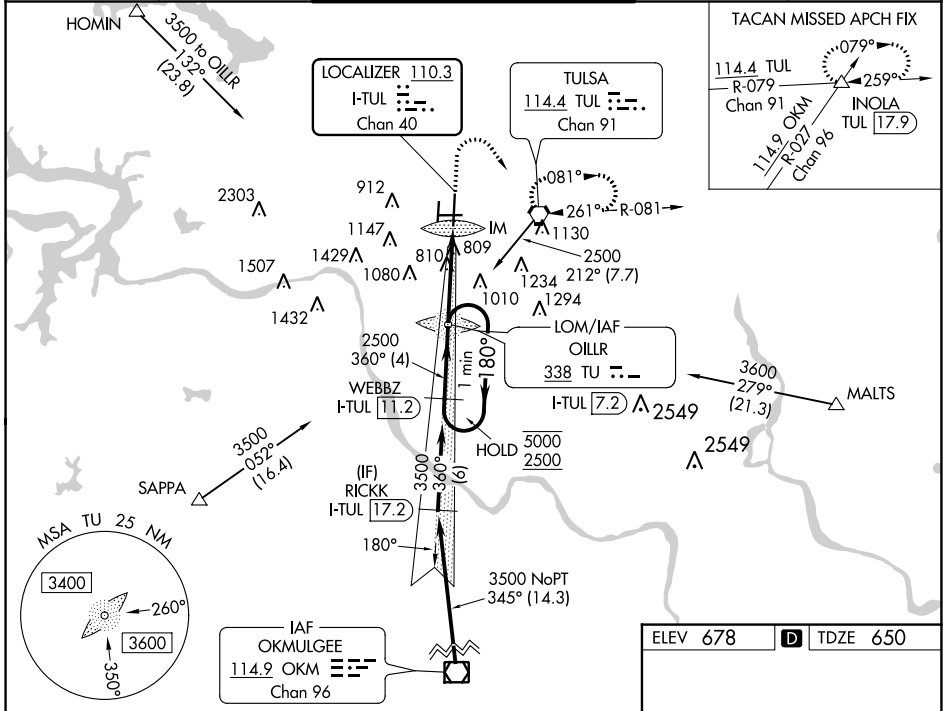 HOMIN
3500 to OILLR
132°
(23.8)
LOCALIZER 110.3
I-TUL
Chan 40
TULSA
114.4 TUL
Chan 91
TACAN MISSED APCH FIX
079°
114.4 TUL
R-079
Chan 91
259°
INOLA
TUL 17.9
114.9 OKM
R-027
Chan 96
2303
912
081°
261°
R-081
IM
1130
1147
1429
810
809
2500
212° (7.7)
1507
1080
1234
1010
1294
1432
2500
360° (4)
1 min
180°
LOM/IAF
OILLR
338 TU
I-TUL 7.2
2549
3600
279°
(21.3)
MALTS
WEBBZ
I-TUL 11.2
HOLD
5000
2500
2549
3500
052°
(16.4)
SAPPA
3500
360°
(6)
(IF)
RICKK
I-TUL 17.2
180°
MSA TU 25 NM
3400
260°
3600
350°
3500 NoPT
345° (14.3)
IAF
OKMULGEE
114.9 OKM
Chan 96
ELEV 678
D
TDZE 650